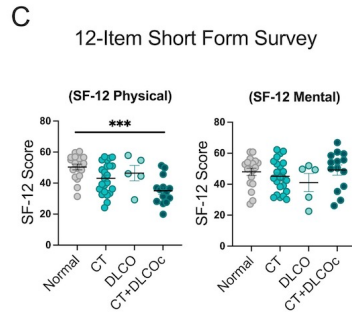 C
12-Item Short Form Survey
(SF-12 Physical)
(SF-12 Mental)
***
SF-12 Score
80
60
40
20
0
Normal
CT
DLCO
CT+DLCOc
SF-12 Score
80
60
40
20
0
Normal
CT
DLCO
CT+DLCOc